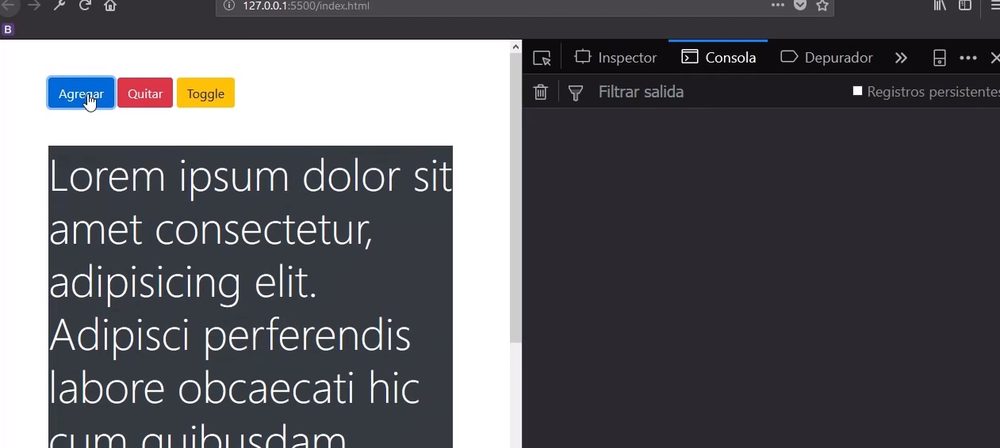 127.0.0.1:5500/index.html
B
Inspector Consola Depurador
Filtrar salida Registros persistentes
Agregar Quitar Toggle
Lorem ipsum dolor sit
amet consectetur,
adipisicing elit.
Adipisci perferendis
labore obcaecati hic
cum quibusdam